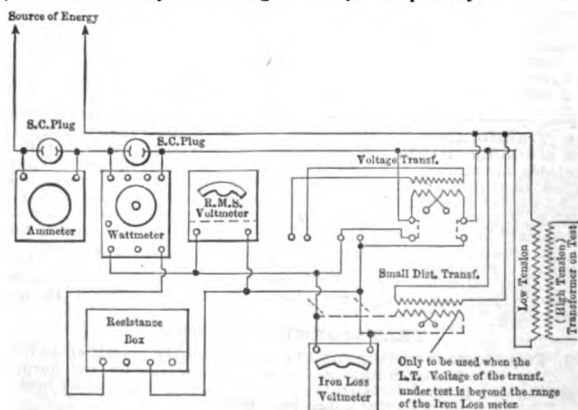 Source of Energy
S.C.Plug
S.C.Plug
Voltage Transf.
Ammeter
Wattmeter
R.M.S.
Voltmeter
Small Dist. Transf.
Low Tension
(High Tension)
Transformer on Test
Resistance
Box
Iron Loss
Voltmeter
Only to be used when the
L.T. Voltage of the transf.
under test is beyond the range
of the Iron Loss meter